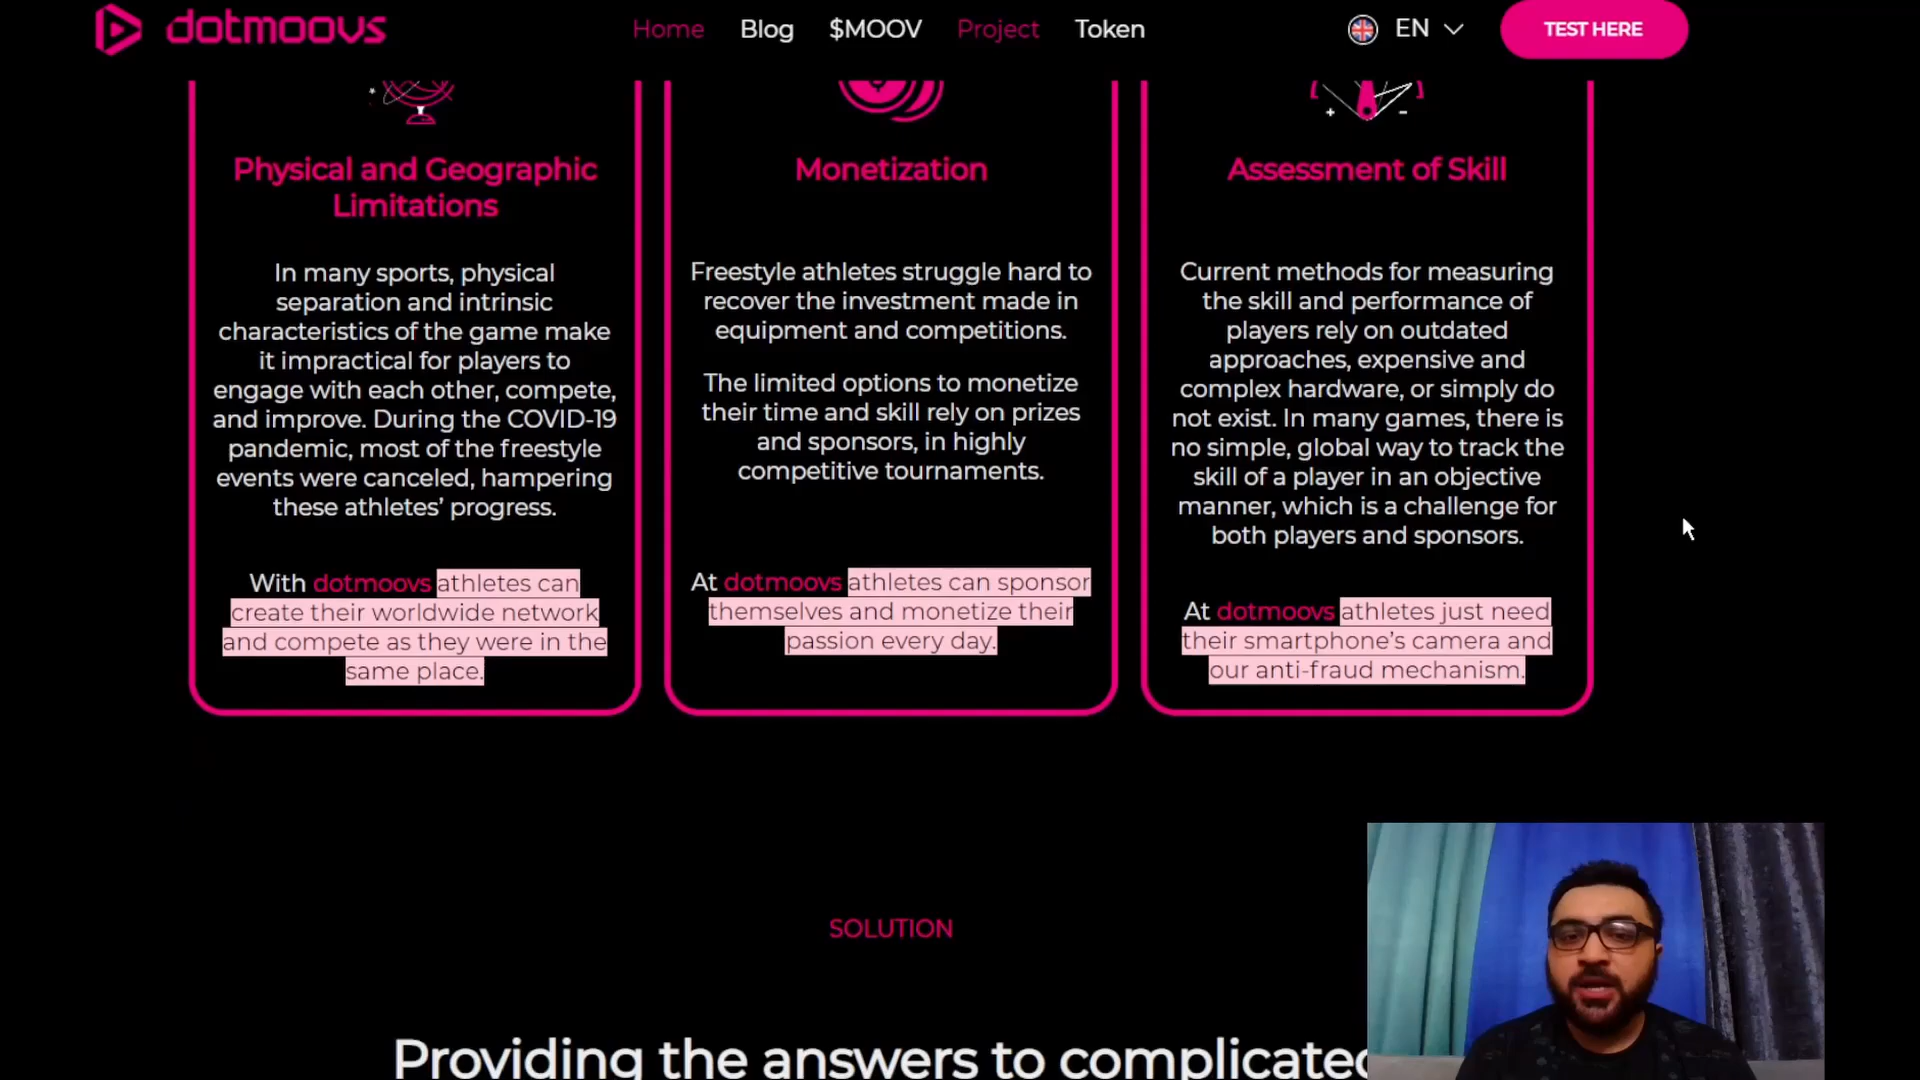 dotmoovs
Home Blog $MOOV Project Token
EN
TEST HERE
Physical and Geographic
Limitations
In many sports, physical
separation and intrinsic
characteristics of the game make
it impractical for players to
engage with each other, compete,
and improve. During the COVID-19
pandemic, most of the freestyle
events were canceled, hampering
these athletes’ progress.
With dotmoovs athletes can
create their worldwide network
and compete as they were in the
same place.
Monetization
Freestyle athletes struggle hard to
recover the investment made in
equipment and competitions.
The limited options to monetize
their time and skill rely on prizes
and sponsors, in highly
competitive tournaments.
At dotmoovs athletes can sponsor
themselves and monetize their
passion every day.
Assessment of Skill
Current methods for measuring
the skill and performance of
players rely on outdated
approaches, expensive and
complex hardware, or simply do
not exist. In many games, there is
no simple, global way to track the
skill of a player in an objective
manner, which is a challenge for
both players and sponsors.
At dotmoovs athletes just need
their smartphone’s camera and
our anti-fraud mechanism.
SOLUTION
Providing the answers to complicated